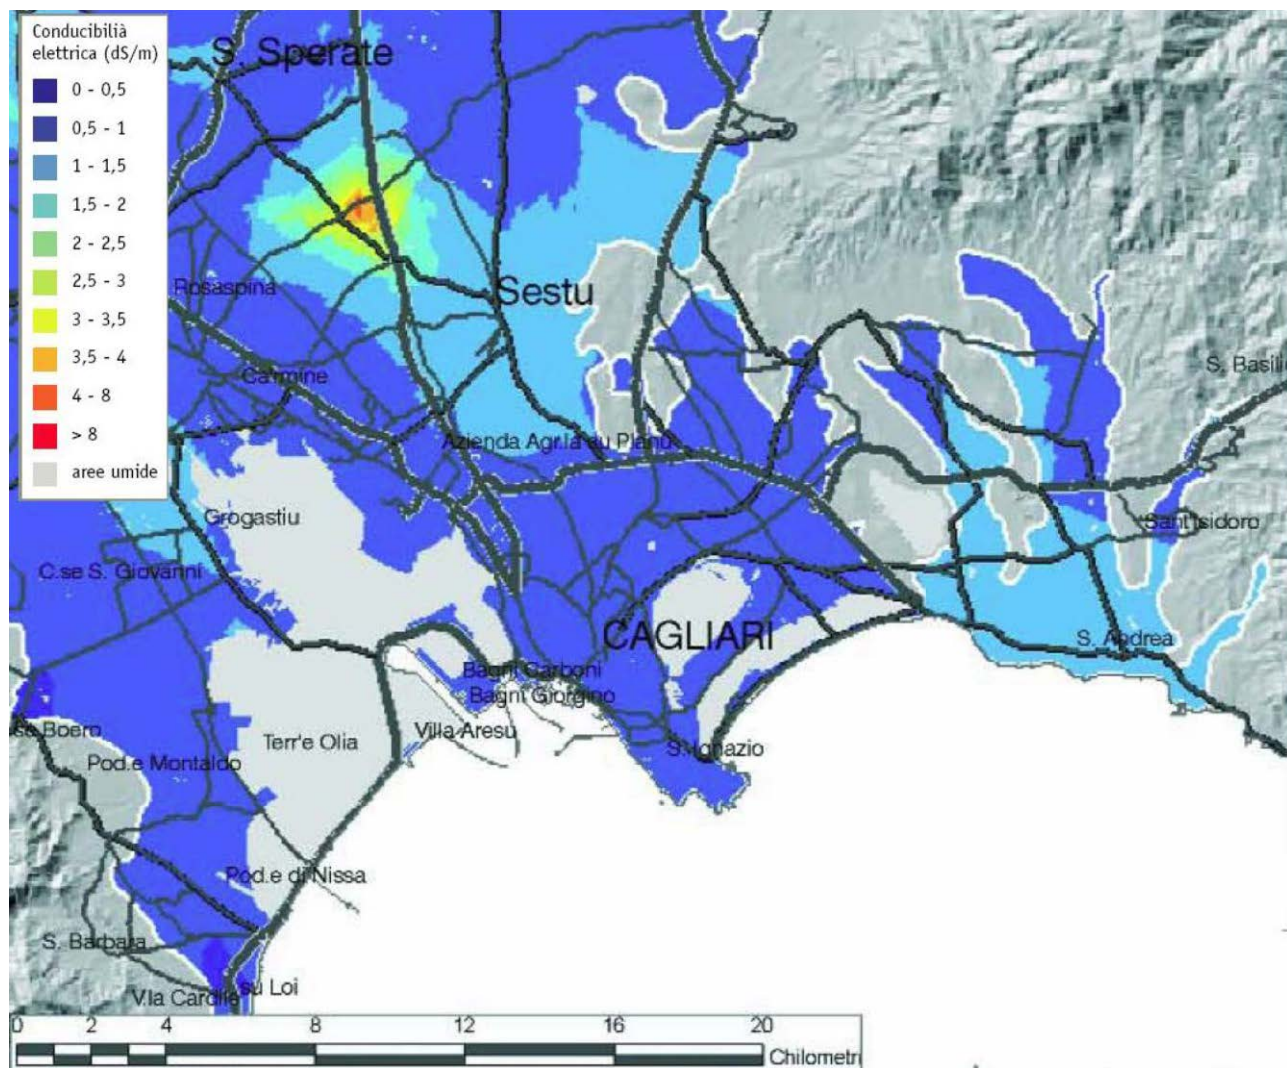 Conducibilià
elettrica (dS/m)
0 - 0,5
0,5 - 1
1 - 1,5
1,5 - 2
2 - 2,5
2,5 - 3
3 - 3,5
3,5 - 4
4 - 8
> 8
aree umide
S. Sperate
Rosaspina
Sestu
Carmine
S. Basili
Azienda Agr.la su Planu
Grogastiu
Sant'Isidoro
C.se S. Giovanni
CAGLIARI
S. Andrea
Bagni Carboni
Bagni Giorgino
Villa Aresu
Boero
Terr'e Olia
S. Ignazio
Pod.e Montaldo
Pod.e di Nissa
S. Barbara
su Loi
V.la Cardile
0 2 4 8 12 16 20
Chilometri